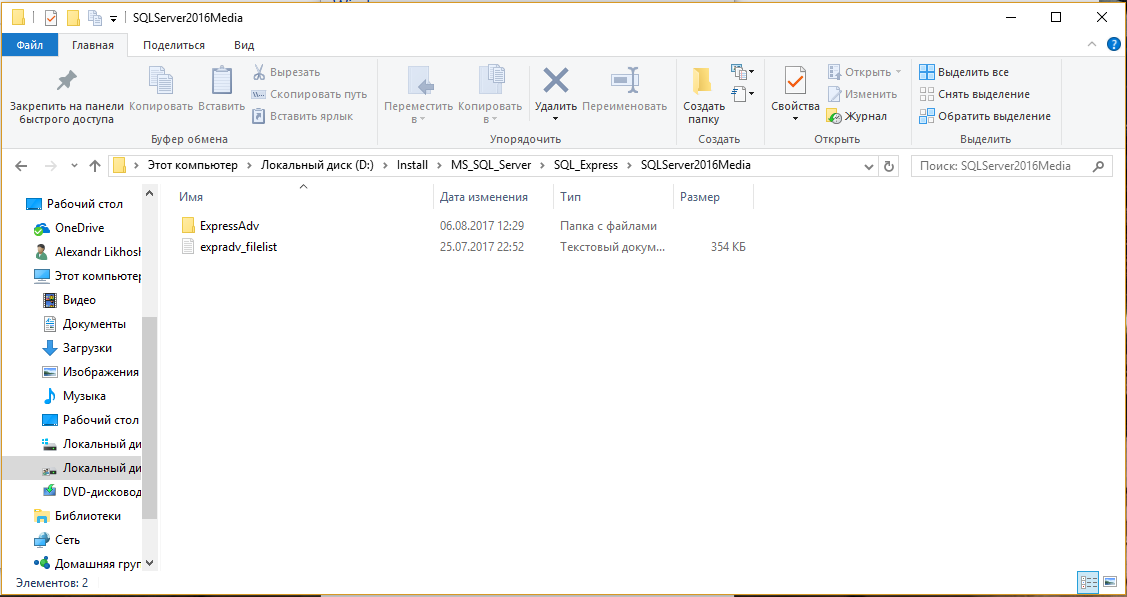 SQLServer2016Media
Файл Главная Поделиться Вид
Закрепить на панели быстрого доступа
Копировать
Вставить
Вырезать
Скопировать путь
Вставить ярлык
Буфер обмена
Переместить в
Копировать в
Удалить
Переименовать
Упорядочить
Создать папку
Создать
Свойства
Открыть
Изменить
Журнал
Открыть
Выделить все
Снять выделение
Обратить выделение
Выделить
Этот компьютер > Локальный диск (D:) > Install > MS_SQL_Server > SQL_Express > SQLServer2016Media
Поиск: SQLServer2016Media
Рабочий стол
OneDrive
Alexandr Likhosh
Этот компьютер
Видео
Документы
Загрузки
Изображения
Музыка
Рабочий стол
Локальный ди
Локальный ди
DVD-дисковод
Библиотеки
Сеть
Домашняя груп
Имя Дата изменения Тип Размер
ExpressAdv 06.08.2017 12:29 Папка с файлами
expradv_filelist 25.07.2017 22:52 Текстовый докум... 354 КБ
Элементов: 2